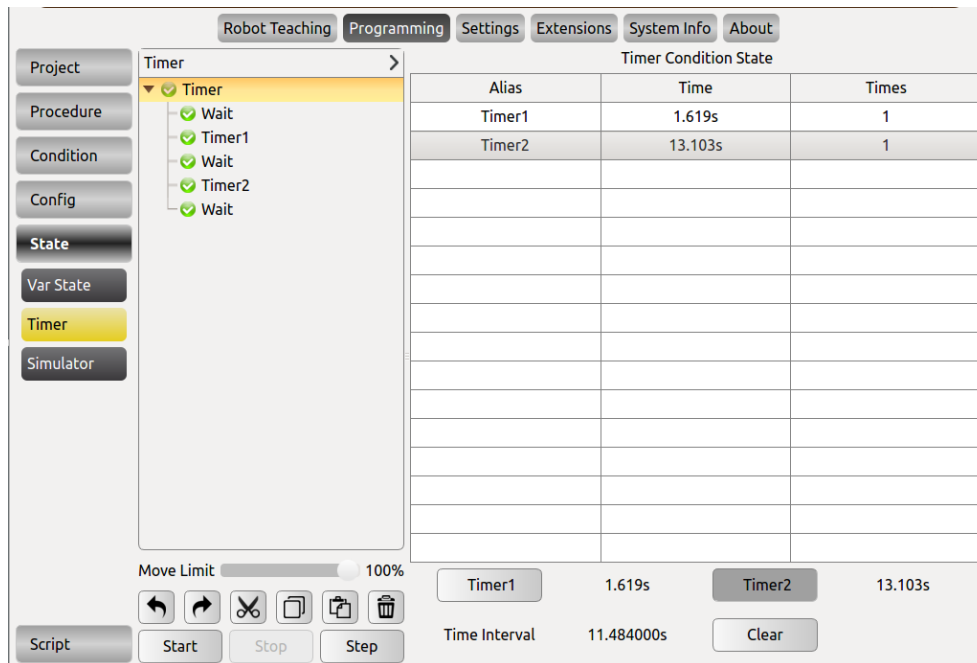 Robot Teaching Programming Settings Extensions System Info About
Project
Procedure
Condition
Config
State
Var State
Timer
Simulator
Script
Timer
Timer
Wait
Timer1
Wait
Timer2
Wait
Move Limit 100%
Start Stop Step
Timer Condition State
Alias Time Times
Timer1 1.619s 1
Timer2 13.103s 1
Timer1 1.619s Timer2 13.103s
Time Interval 11.484000s Clear